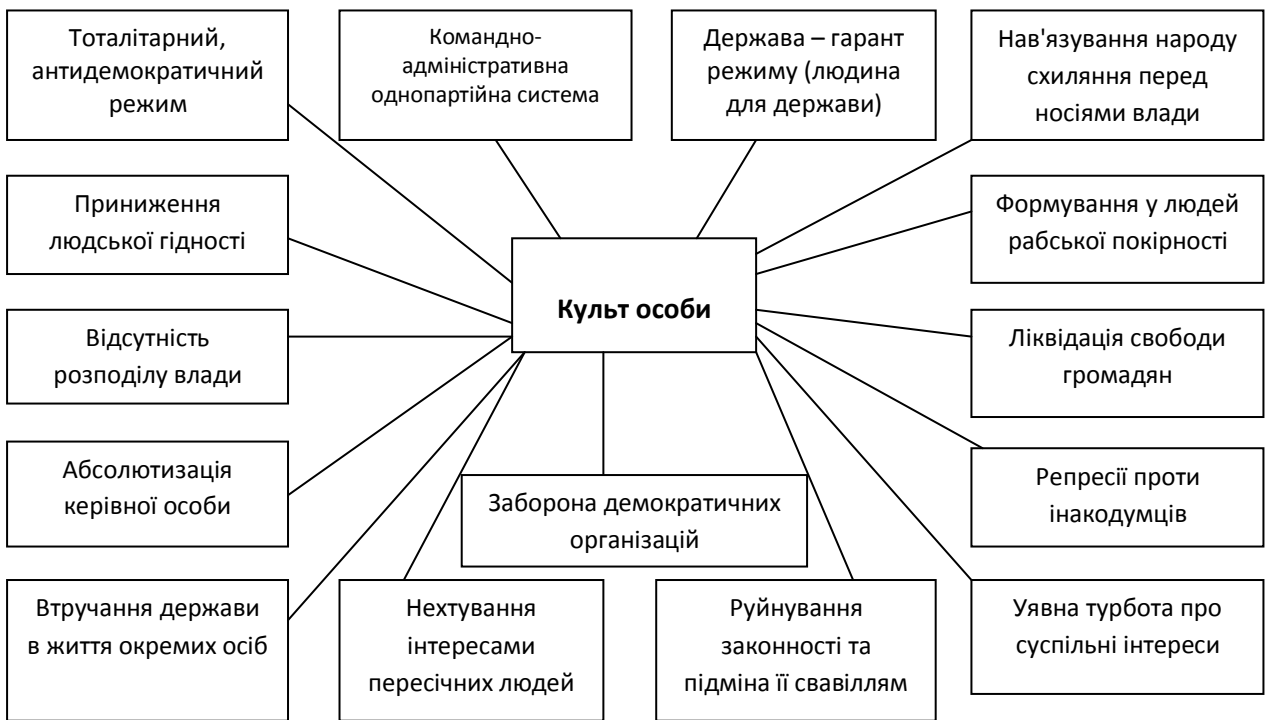 Тоталітарний,
антидемократичний
режим
Командно-
адміністративна
однопартійна система
Держава – гарант
режиму (людина
для держави)
Нав'язування народу
схиляння перед
носіями влади
Приниження
людської гідності
Формування у людей
рабської покірності
Культ особи
Відсутність
розподілу влади
Ліквідація свободи
громадян
Абсолютизація
керівної особи
Заборона демократичних
організацій
Репресії проти
інакодумців
Втручання держави
в життя окремих осіб
Нехтування
інтересами
пересічних людей
Руйнування
законності та
підміна її свавіллям
Уявна турбота про
суспільні інтереси